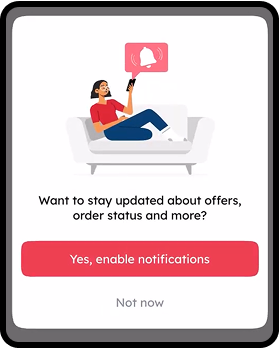 Want to stay updated about offers,
order status and more?
Yes, enable notifications
Not now